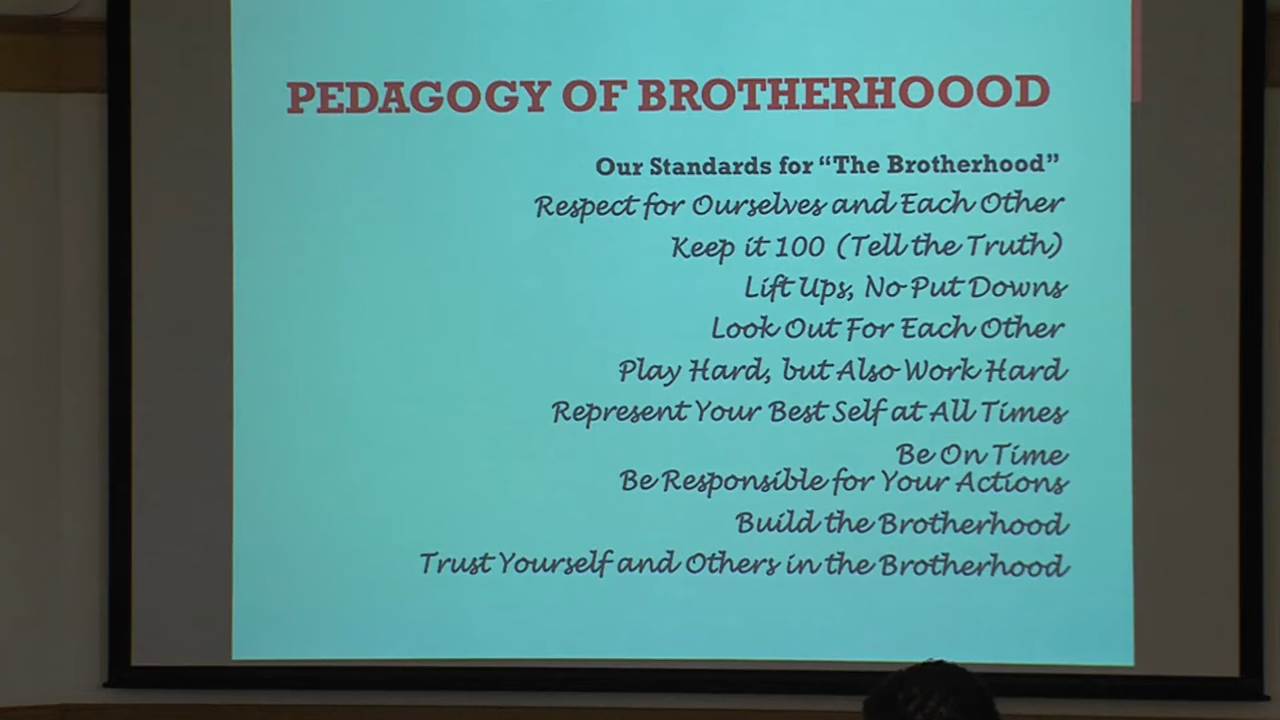 PEDAGOGY OF BROTHERHOOOD
Our Standards for “The Brotherhood”
Respect for Ourselves and Each Other
Keep it 100 (Tell the Truth)
Lift Ups, No Put Downs
Look Out For Each Other
Play Hard, but Also Work Hard
Represent Your Best Self at All Times
Be On Time
Be Responsible for Your Actions
Build the Brotherhood
Trust Yourself and Others in the Brotherhood